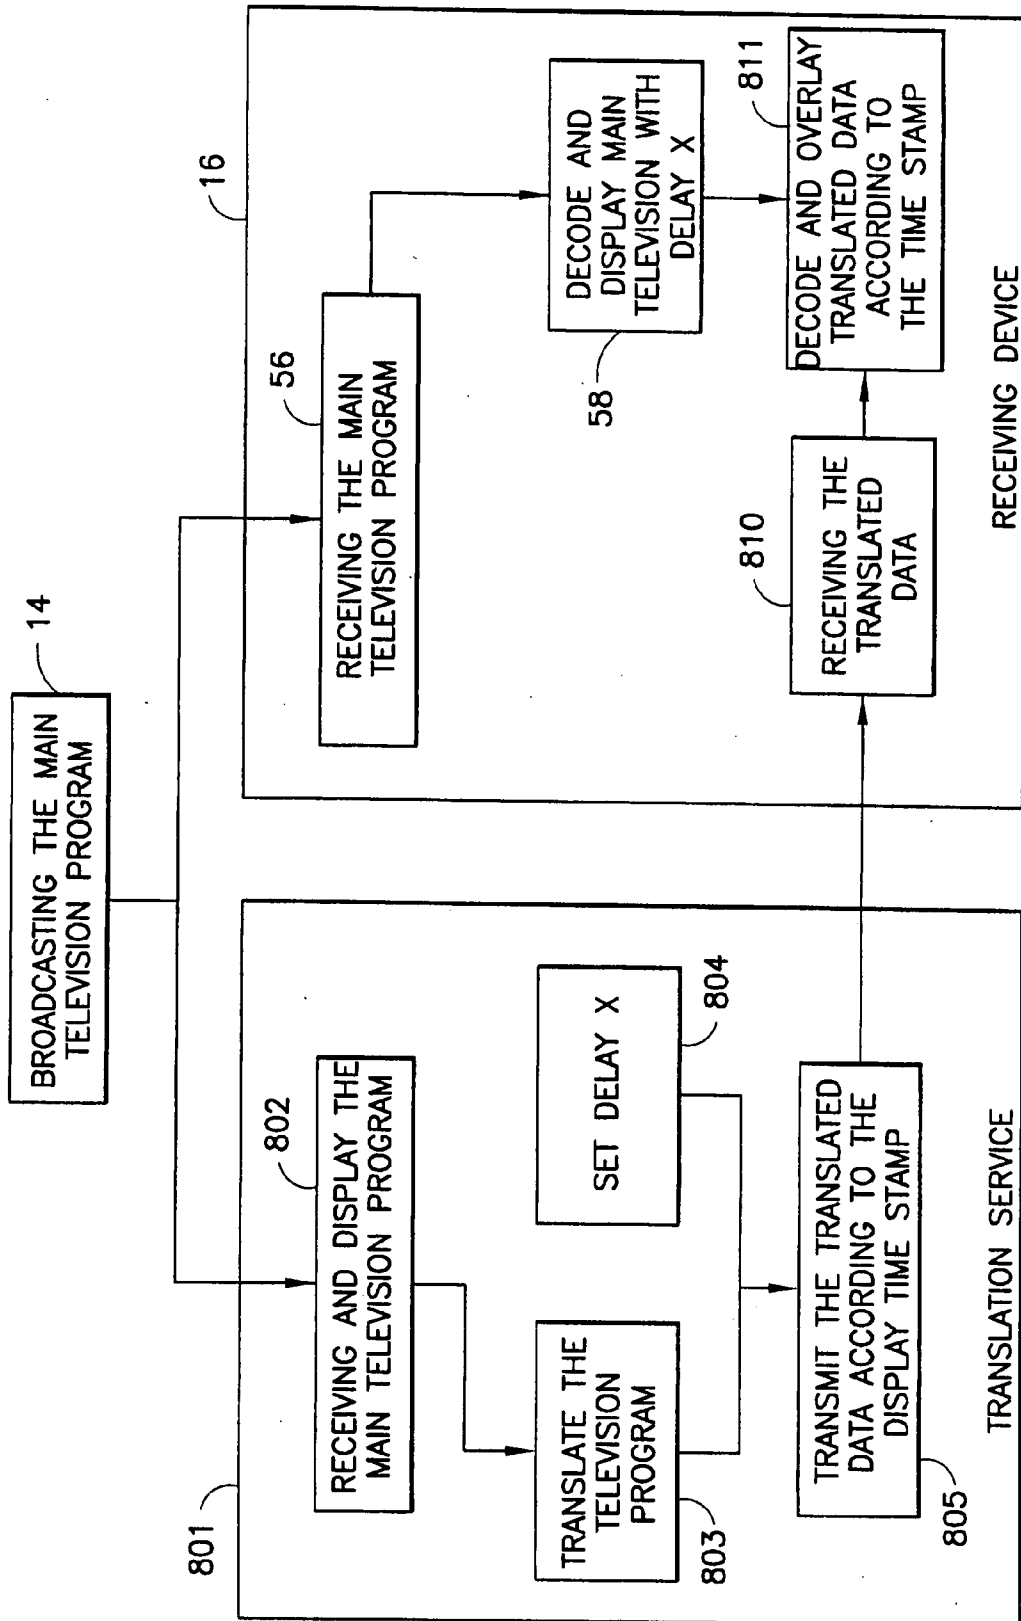 BROADCASTING THE MAIN
TELEVISION PROGRAM
14
801
802
RECEIVING AND DISPLAY THE
MAIN TELEVISION PROGRAM
TRANSLATE THE
TELEVISION
PROGRAM
803
SET DELAY X
804
TRANSMIT THE TRANSLATED
DATA ACCORDING TO THE
DISPLAY TIME STAMP
805
TRANSLATION SERVICE
16
56
RECEIVING THE MAIN
TELEVISION PROGRAM
DECODE AND
DISPLAY MAIN
TELEVISION WITH
DELAY X
58
810
RECEIVING THE
TRANSLATED
DATA
811
DECODE AND OVERLAY
TRANSLATED DATA
ACCORDING TO
THE TIME STAMP
RECEIVING DEVICE